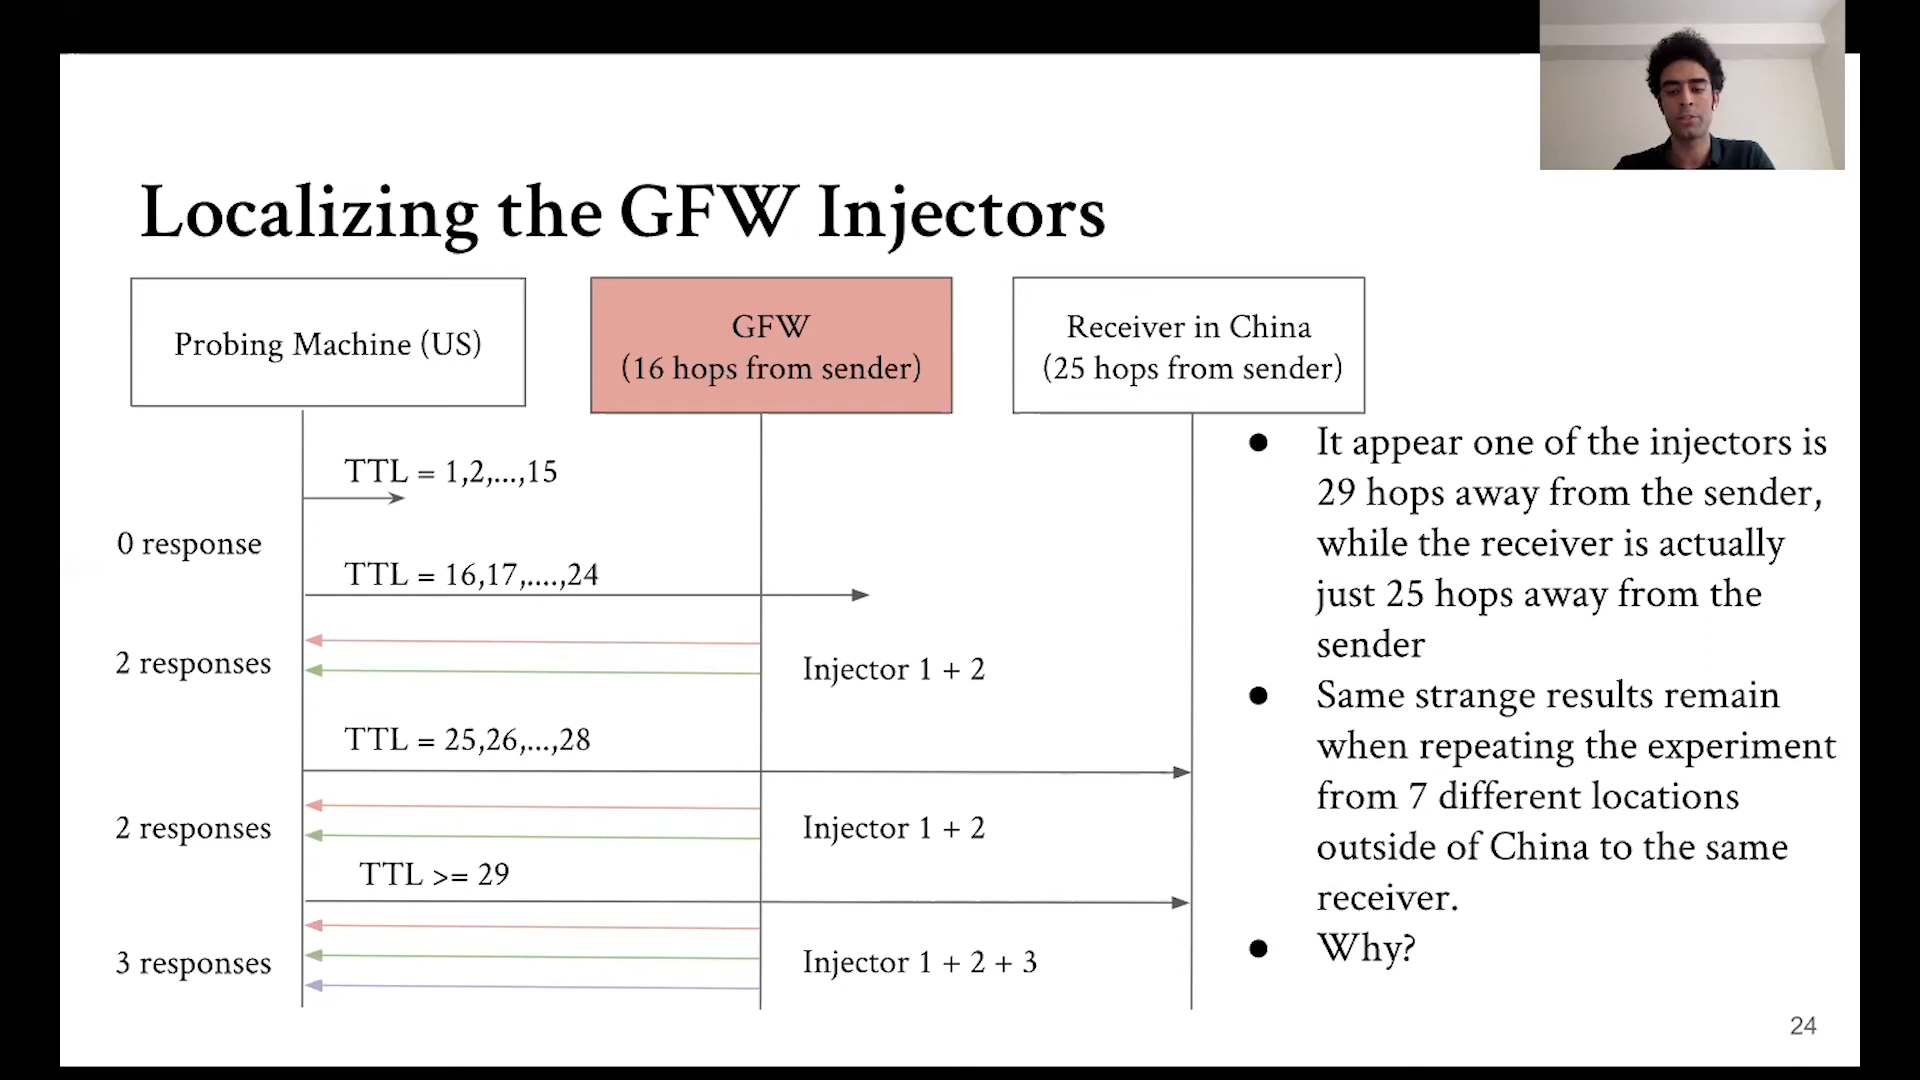 Localizing the GFW Injectors
Probing Machine (US)
GFW
(16 hops from sender)
Receiver in China
(25 hops from sender)
TTL = 1,2,...,15
0 response
TTL = 16,17,....,24
2 responses
Injector 1 + 2
TTL = 25,26,...,28
2 responses
Injector 1 + 2
TTL >= 29
3 responses
Injector 1 + 2 + 3
● It appear one of the injectors is
29 hops away from the sender,
while the receiver is actually
just 25 hops away from the
sender
● Same strange results remain
when repeating the experiment
from 7 different locations
outside of China to the same
receiver.
● Why?
24